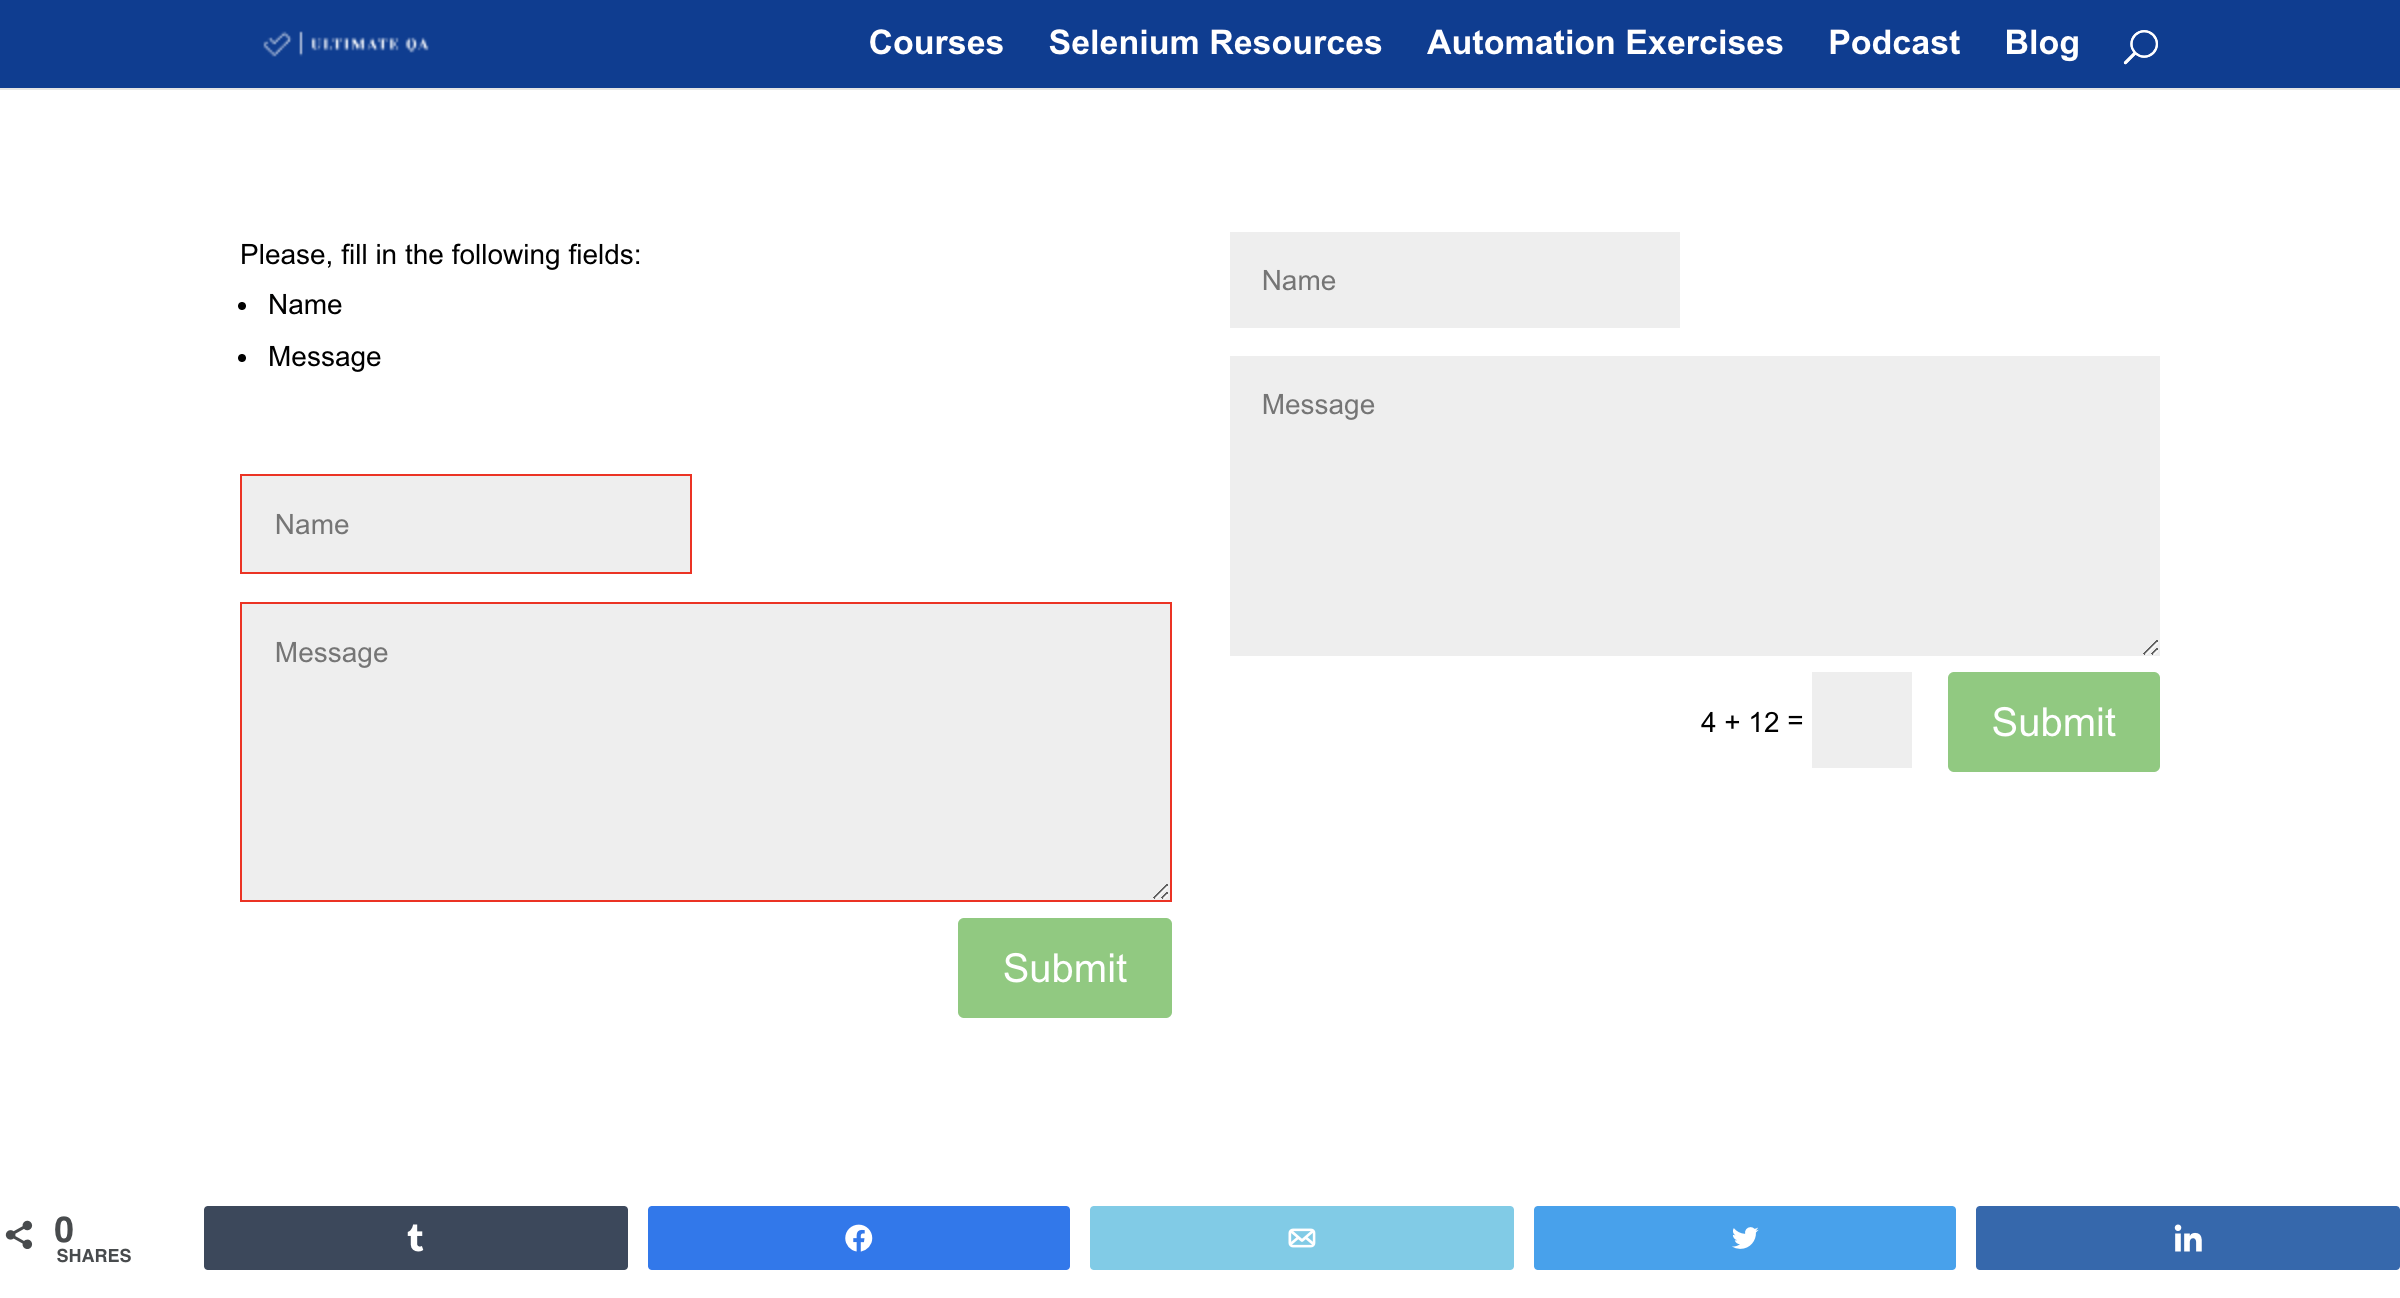 ULTIMATE QA
Courses Selenium Resources Automation Exercises Podcast Blog
Please, fill in the following fields:
Name
Message
Name
Message
Submit
Name
Message
4 + 12 =
Submit
0
SHARES